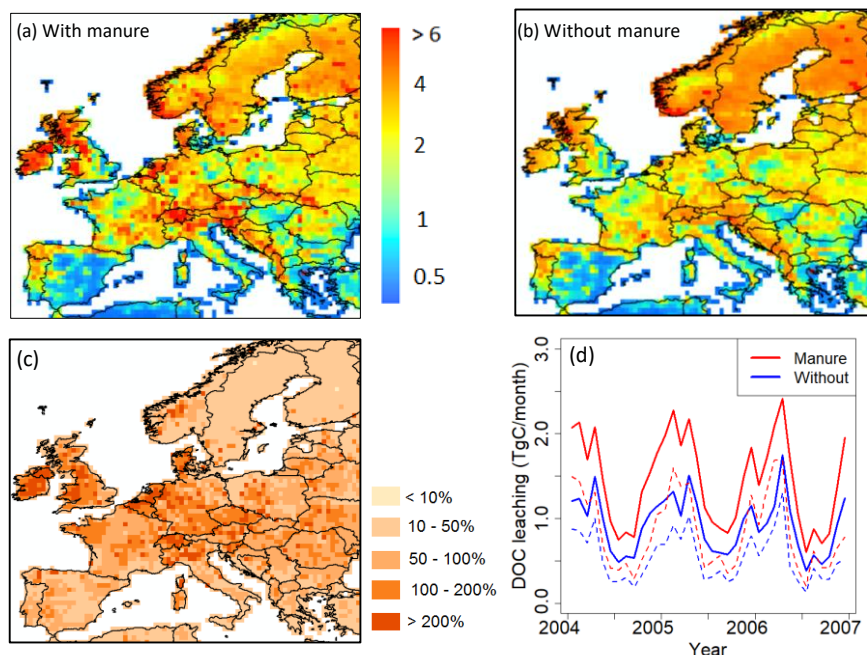 (a) With manure
> 6
4
2
1
0.5
(b) Without manure
(c)
< 10%
10 - 50%
50 - 100%
100 - 200%
> 200%
(d)
Manure
Without
DOC leaching (TgC/month)
3.0
2.0
1.0
0.0
2004 2005 2006 2007
Year